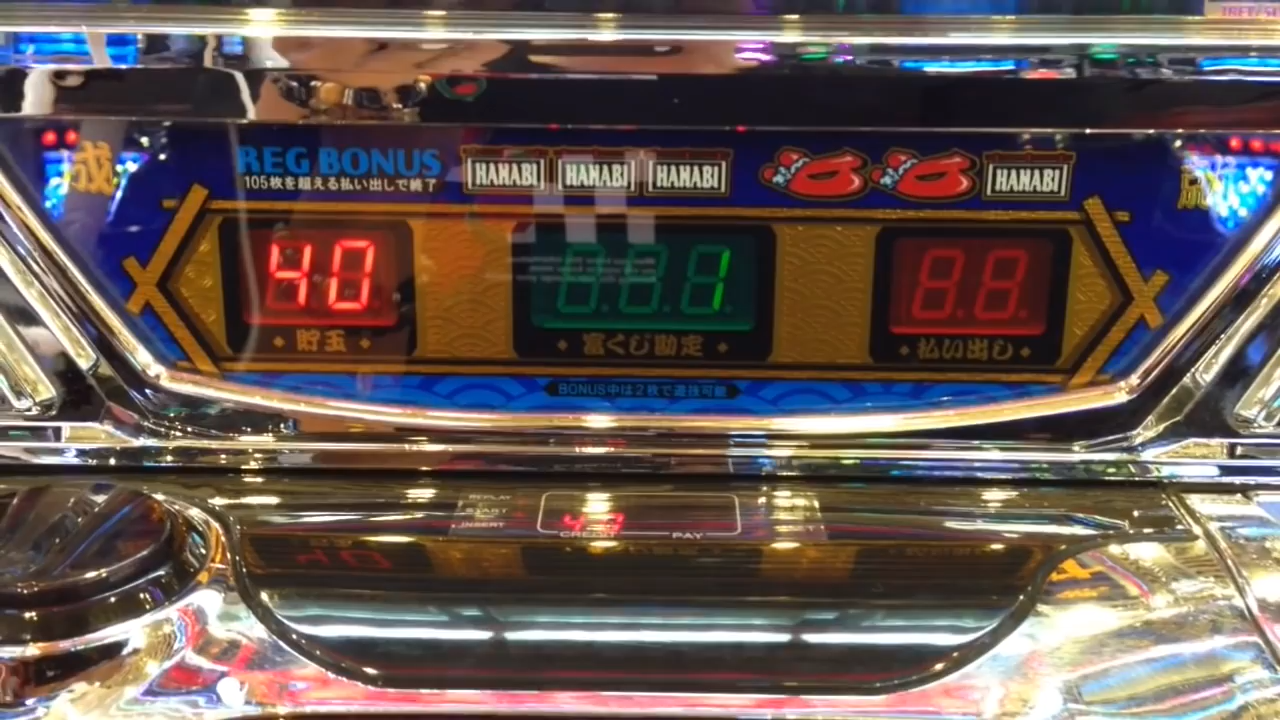 REG BONUS
105枚を超える払い出しで終了
HANABI HANABI HANABI
HANABI
40
1
貯玉
富くじ勘定
払い出し
BONUS中は2枚で遊技可能
REPLAY
START
INSERT
CREDIT
PAY
40